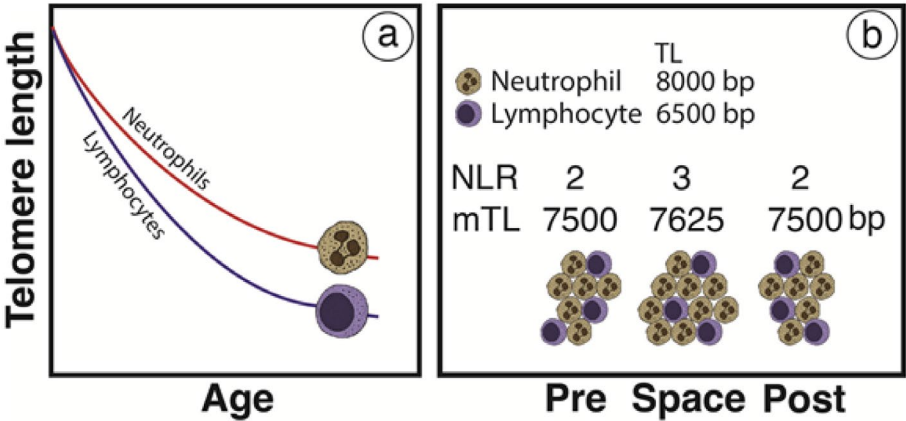 Telomere length
a
Neutrophils
Lymphocytes
Age
b
TL
Neutrophil 8000 bp
Lymphocyte 6500 bp
NLR 2 3 2
mTL 7500 7625 7500 bp
Pre Space Post